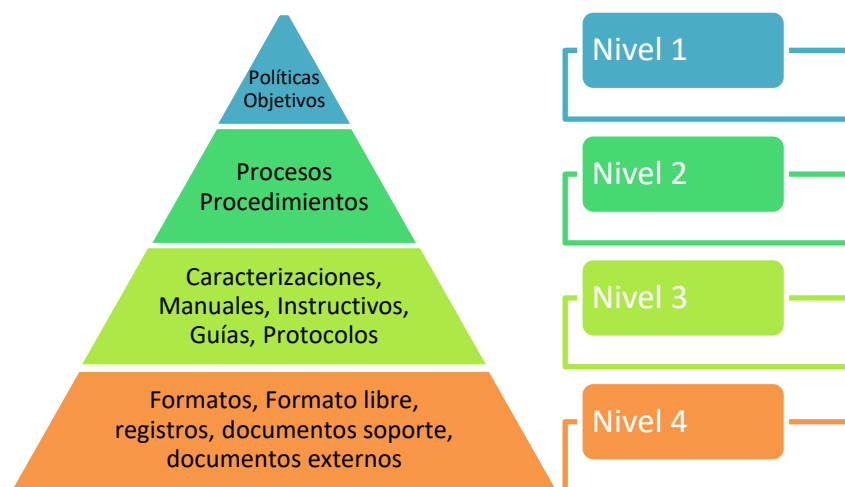 Políticas
Objetivos
Nivel 1
Procesos
Procedimientos
Nivel 2
Caracterizaciones,
Manuales, Instructivos,
Guías, Protocolos
Nivel 3
Formatos, Formato libre,
registros, documentos soporte,
documentos externos
Nivel 4